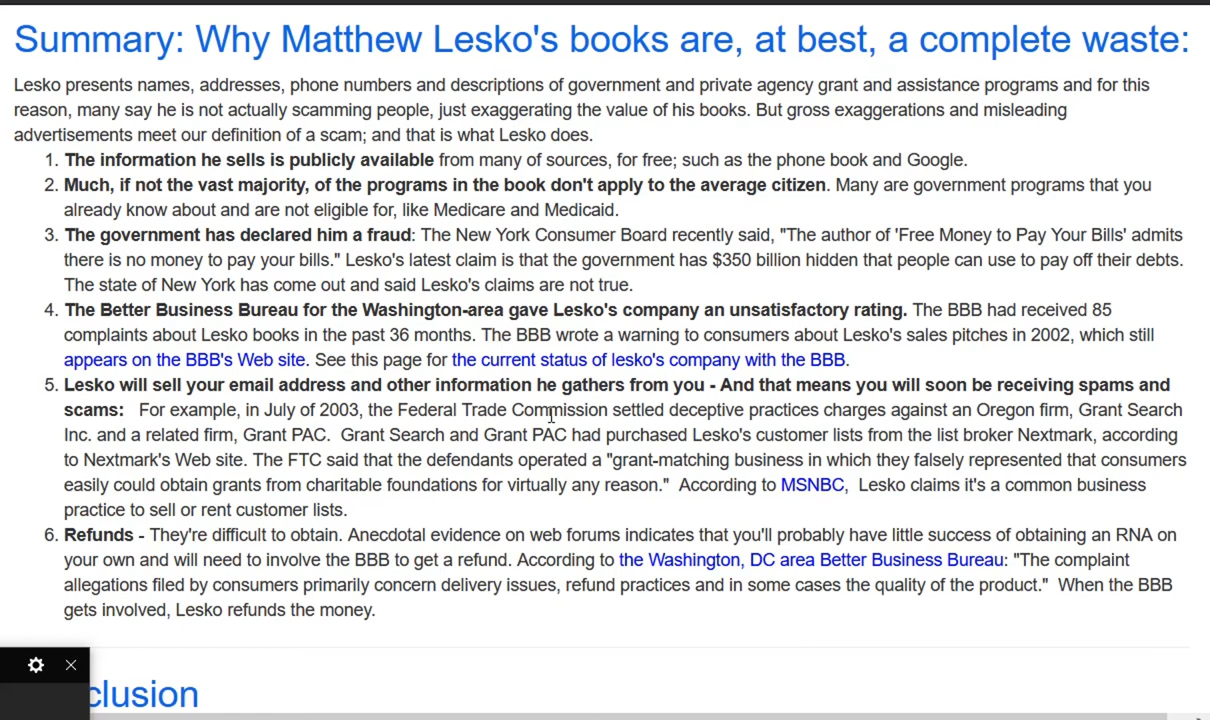 Summary: Why Matthew Lesko's books are, at best, a complete waste:
Lesko presents names, addresses, phone numbers and descriptions of government and private agency grant and assistance programs and for this
reason, many say he is not actually scamming people, just exaggerating the value of his books. But gross exaggerations and misleading
advertisements meet our definition of a scam; and that is what Lesko does.
1. The information he sells is publicly available from many of sources, for free; such as the phone book and Google.
2. Much, if not the vast majority, of the programs in the book don't apply to the average citizen. Many are government programs that you
already know about and are not eligible for, like Medicare and Medicaid.
3. The government has declared him a fraud: The New York Consumer Board recently said, "The author of 'Free Money to Pay Your Bills' admits
there is no money to pay your bills." Lesko's latest claim is that the government has $350 billion hidden that people can use to pay off their debts.
The state of New York has come out and said Lesko's claims are not true.
4. The Better Business Bureau for the Washington-area gave Lesko's company an unsatisfactory rating. The BBB had received 85
complaints about Lesko books in the past 36 months. The BBB wrote a warning to consumers about Lesko's sales pitches in 2002, which still
appears on the BBB's Web site. See this page for the current status of lesko's company with the BBB.
5. Lesko will sell your email address and other information he gathers from you - And that means you will soon be receiving spams and
scams: For example, in July of 2003, the Federal Trade Commission settled deceptive practices charges against an Oregon firm, Grant Search
Inc. and a related firm, Grant PAC. Grant Search and Grant PAC had purchased Lesko's customer lists from the list broker Nextmark, according
to Nextmark's Web site. The FTC said that the defendants operated a "grant-matching business in which they falsely represented that consumers
easily could obtain grants from charitable foundations for virtually any reason." According to MSNBC, Lesko claims it's a common business
practice to sell or rent customer lists.
6. Refunds - They're difficult to obtain. Anecdotal evidence on web forums indicates that you'll probably have little success of obtaining an RNA on
your own and will need to involve the BBB to get a refund. According to the Washington, DC area Better Business Bureau: "The complaint
allegations filed by consumers primarily concern delivery issues, refund practices and in some cases the quality of the product." When the BBB
gets involved, Lesko refunds the money.
clusion